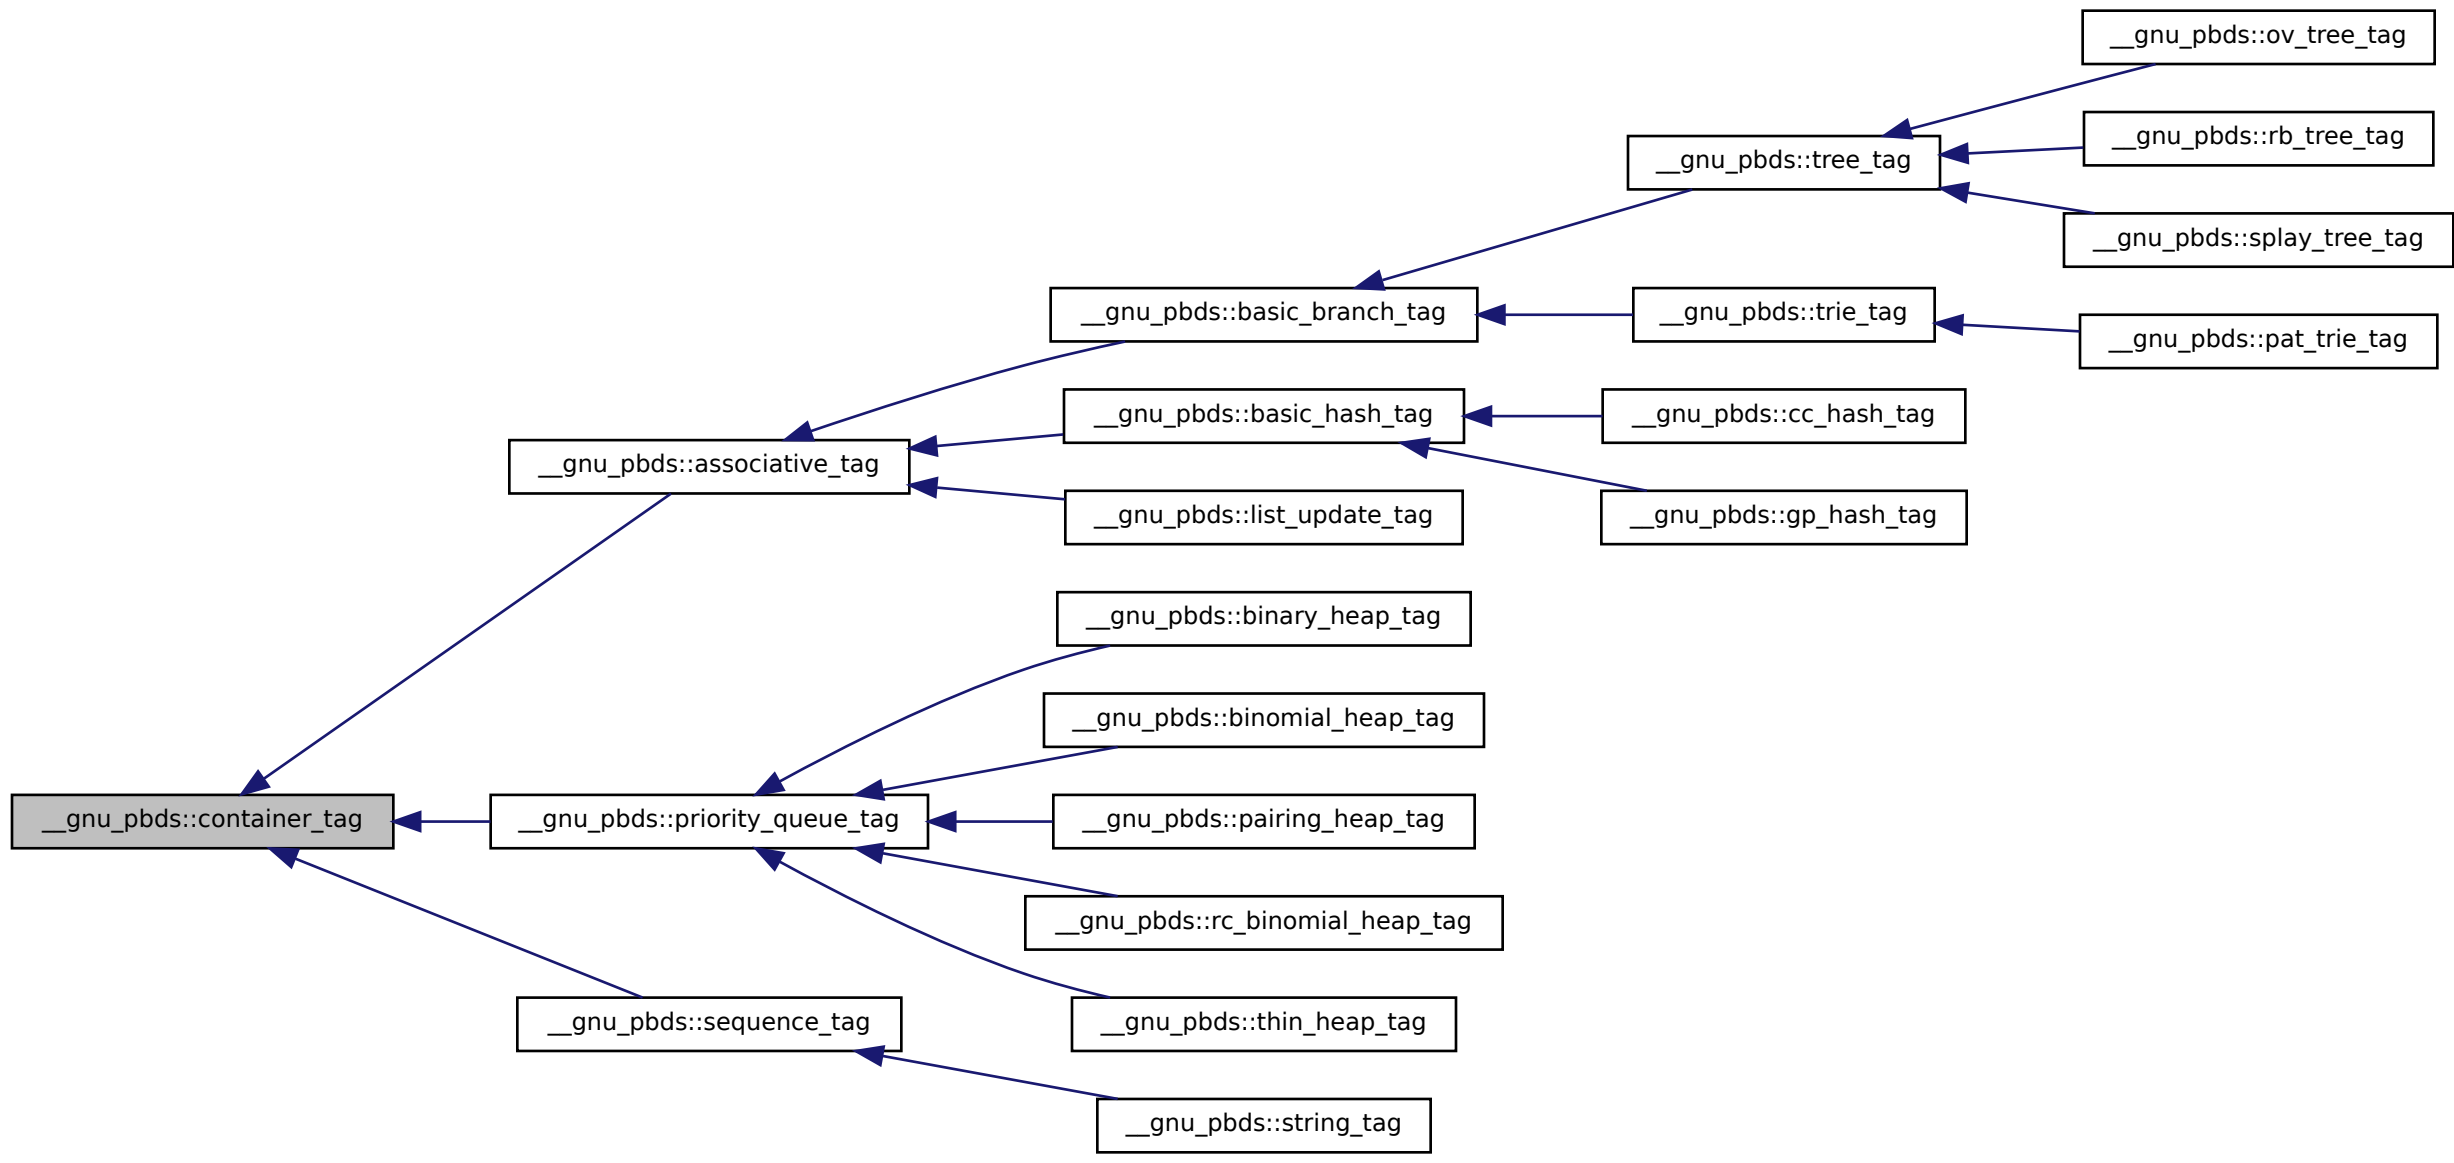 __gnu_pbds::ov_tree_tag
__gnu_pbds::rb_tree_tag
__gnu_pbds::tree_tag
__gnu_pbds::splay_tree_tag
__gnu_pbds::basic_branch_tag
__gnu_pbds::trie_tag
__gnu_pbds::pat_trie_tag
__gnu_pbds::basic_hash_tag
__gnu_pbds::cc_hash_tag
__gnu_pbds::associative_tag
__gnu_pbds::list_update_tag
__gnu_pbds::gp_hash_tag
__gnu_pbds::binary_heap_tag
__gnu_pbds::binomial_heap_tag
__gnu_pbds::container_tag
__gnu_pbds::priority_queue_tag
__gnu_pbds::pairing_heap_tag
__gnu_pbds::rc_binomial_heap_tag
__gnu_pbds::sequence_tag
__gnu_pbds::thin_heap_tag
__gnu_pbds::string_tag